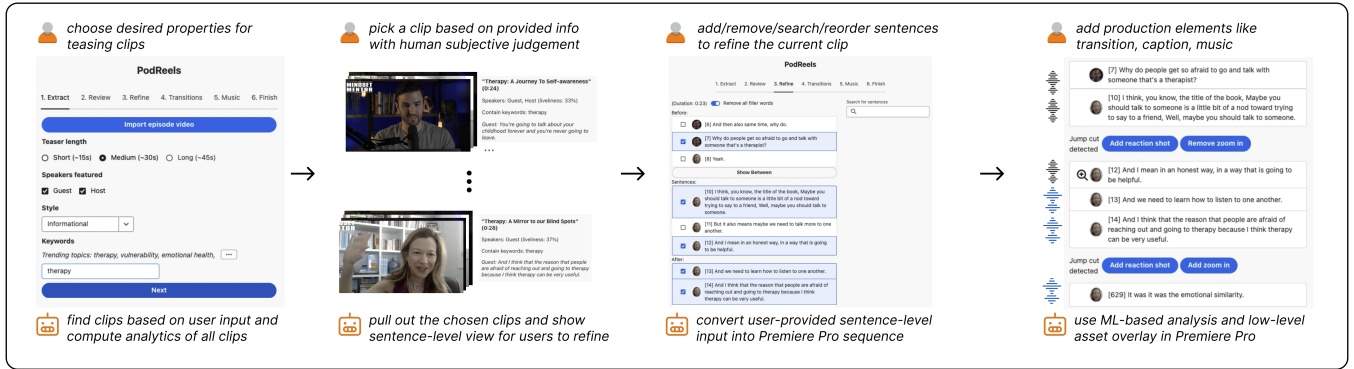 choose desired properties for
teasing clips
PodReels
1. Extract 2. Review 3. Refine 4. Transitions 5. Music 6. Finish
Import episode video
Teaser length
Short (~15s) Medium (~30s) Long (~45s)
Speakers featured
Guest Host
Style
Informational
Keywords
Trending topics: therapy, vulnerability, emotional health, ...
therapy
Next
find clips based on user input and
compute analytics of all clips
pick a clip based on provided info
with human subjective judgement
MINDSET
MENTOR
"Therapy: A Journey To Self-awareness"
(0:24)
Speakers: Guest, Host (liveliness: 33%)
Contain keywords: therapy
Guest: You're going to talk about your
childhood forever and you're never going to
leave.
...
"Therapy: A Mirror to our Blind Spots"
(0:28)
Speakers: Guest (liveliness: 37%)
Contain keywords: therapy
Guest: And I think that the reason that people
are afraid of reaching out and going to therapy
because I think therapy can be very useful.
pull out the chosen clips and show
sentence-level view for users to refine
add/remove/search/reorder sentences
to refine the current clip
PodReels
1. Extract 2. Review 3. Refine 4. Transitions 5. Music 6. Finish
(Duration: 0:23) Remove all filler words
Search for sentences
Before:
[6] And then also same time, why do.
[7] Why do people get so afraid to go and talk with
someone that's a therapist?
[8] Yeah.
Show Between
Sentences:
[10] I think, you know, the title of the book, Maybe you
should talk to someone is a little bit of a nod toward
trying to say to a friend, Well, maybe you should talk to
someone.
[11] But it also means maybe we need to talk more to one
another.
[12] And I mean in an honest way, in a way that is going
to be helpful.
After:
[13] And we need to learn how to listen to one another.
[14] And I think that the reason that people are afraid of
reaching out and going to therapy because I think
therapy can be very useful.
convert user-provided sentence-level
input into Premiere Pro sequence
add production elements like
transition, caption, music
[7] Why do people get so afraid to go and talk with
someone that's a therapist?
[10] I think, you know, the title of the book, Maybe you
should talk to someone is a little bit of a nod toward trying
to say to a friend, Well, maybe you should talk to someone.
Jump cut
detected
Add reaction shot Remove zoom in
[12] And I mean in an honest way, in a way that is going to
be helpful.
[13] And we need to learn how to listen to one another.
[14] And I think that the reason that people are afraid of
reaching out and going to therapy because I think therapy
can be very useful.
Jump cut
detected
Add reaction shot Add zoom in
[629] It was it was the emotional similarity.
use ML-based analysis and low-level
asset overlay in Premiere Pro